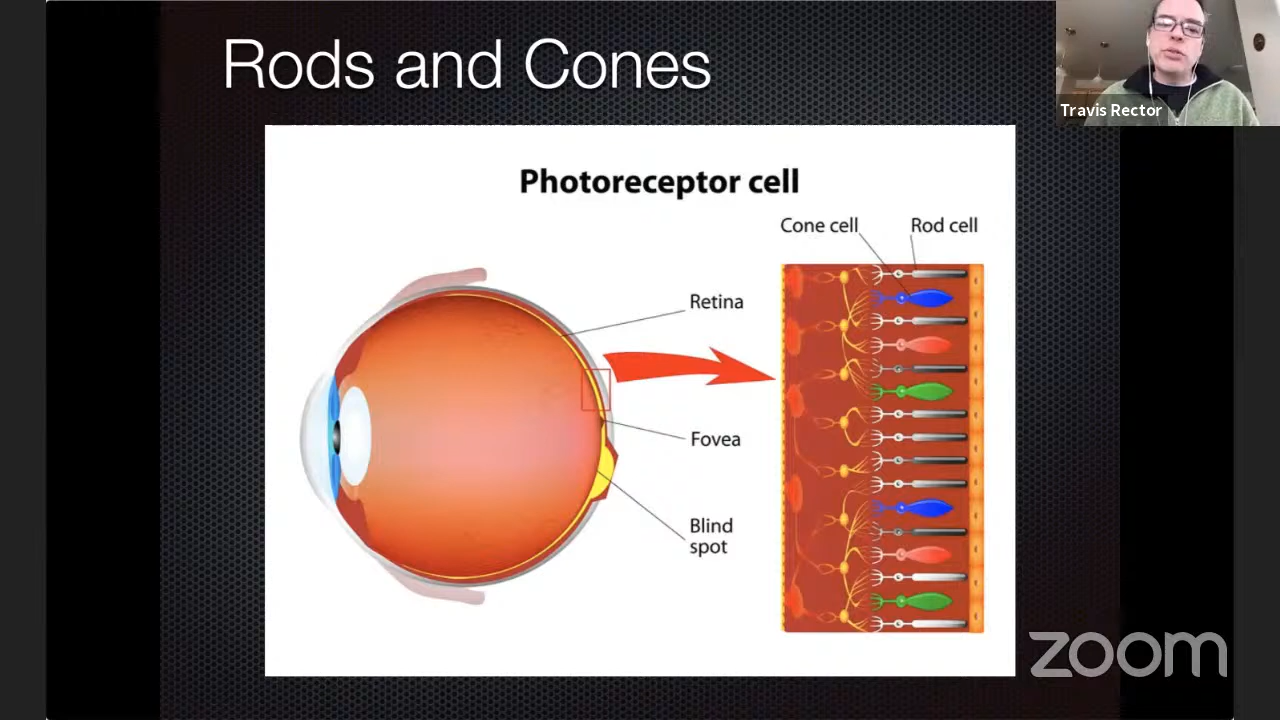 Rods and Cones
Travis Rector
Photoreceptor cell
Cone cell
Rod cell
Retina
Fovea
Blind
spot
zoom